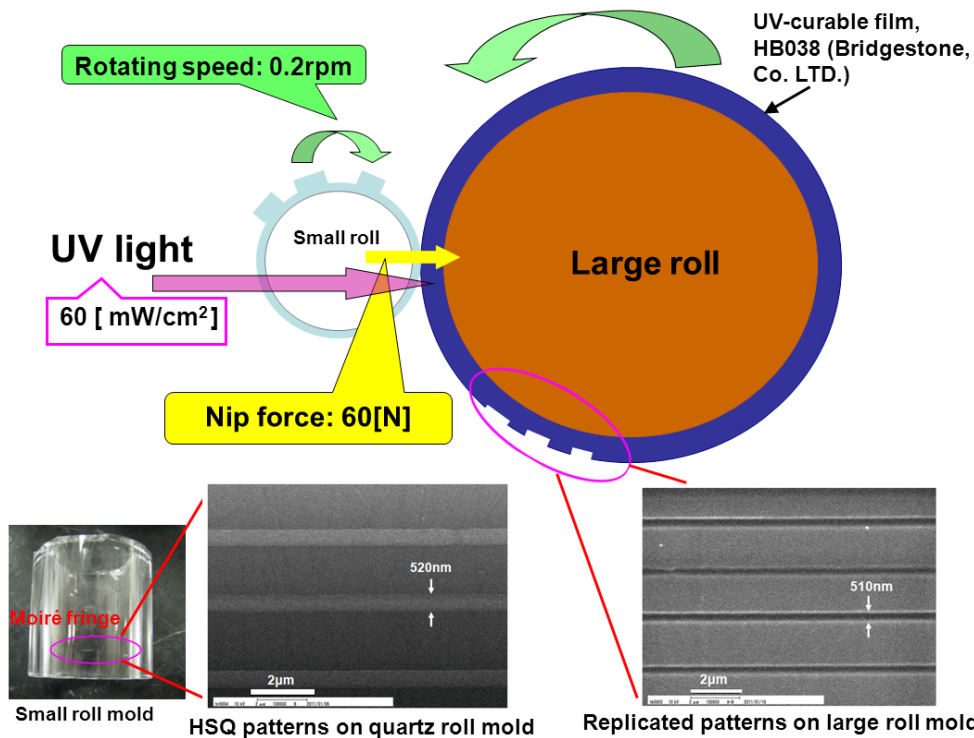 UV-curable film,
HB038 (Bridgestone,
Co. LTD.)
Rotating speed: 0.2rpm
Small roll
UV light
60 [ mW/cm²]
Large roll
Nip force: 60[N]
520nm
510nm
Moiré fringe
2μm
2μm
Small roll mold
HSQ patterns on quartz roll mold
Replicated patterns on large roll mold